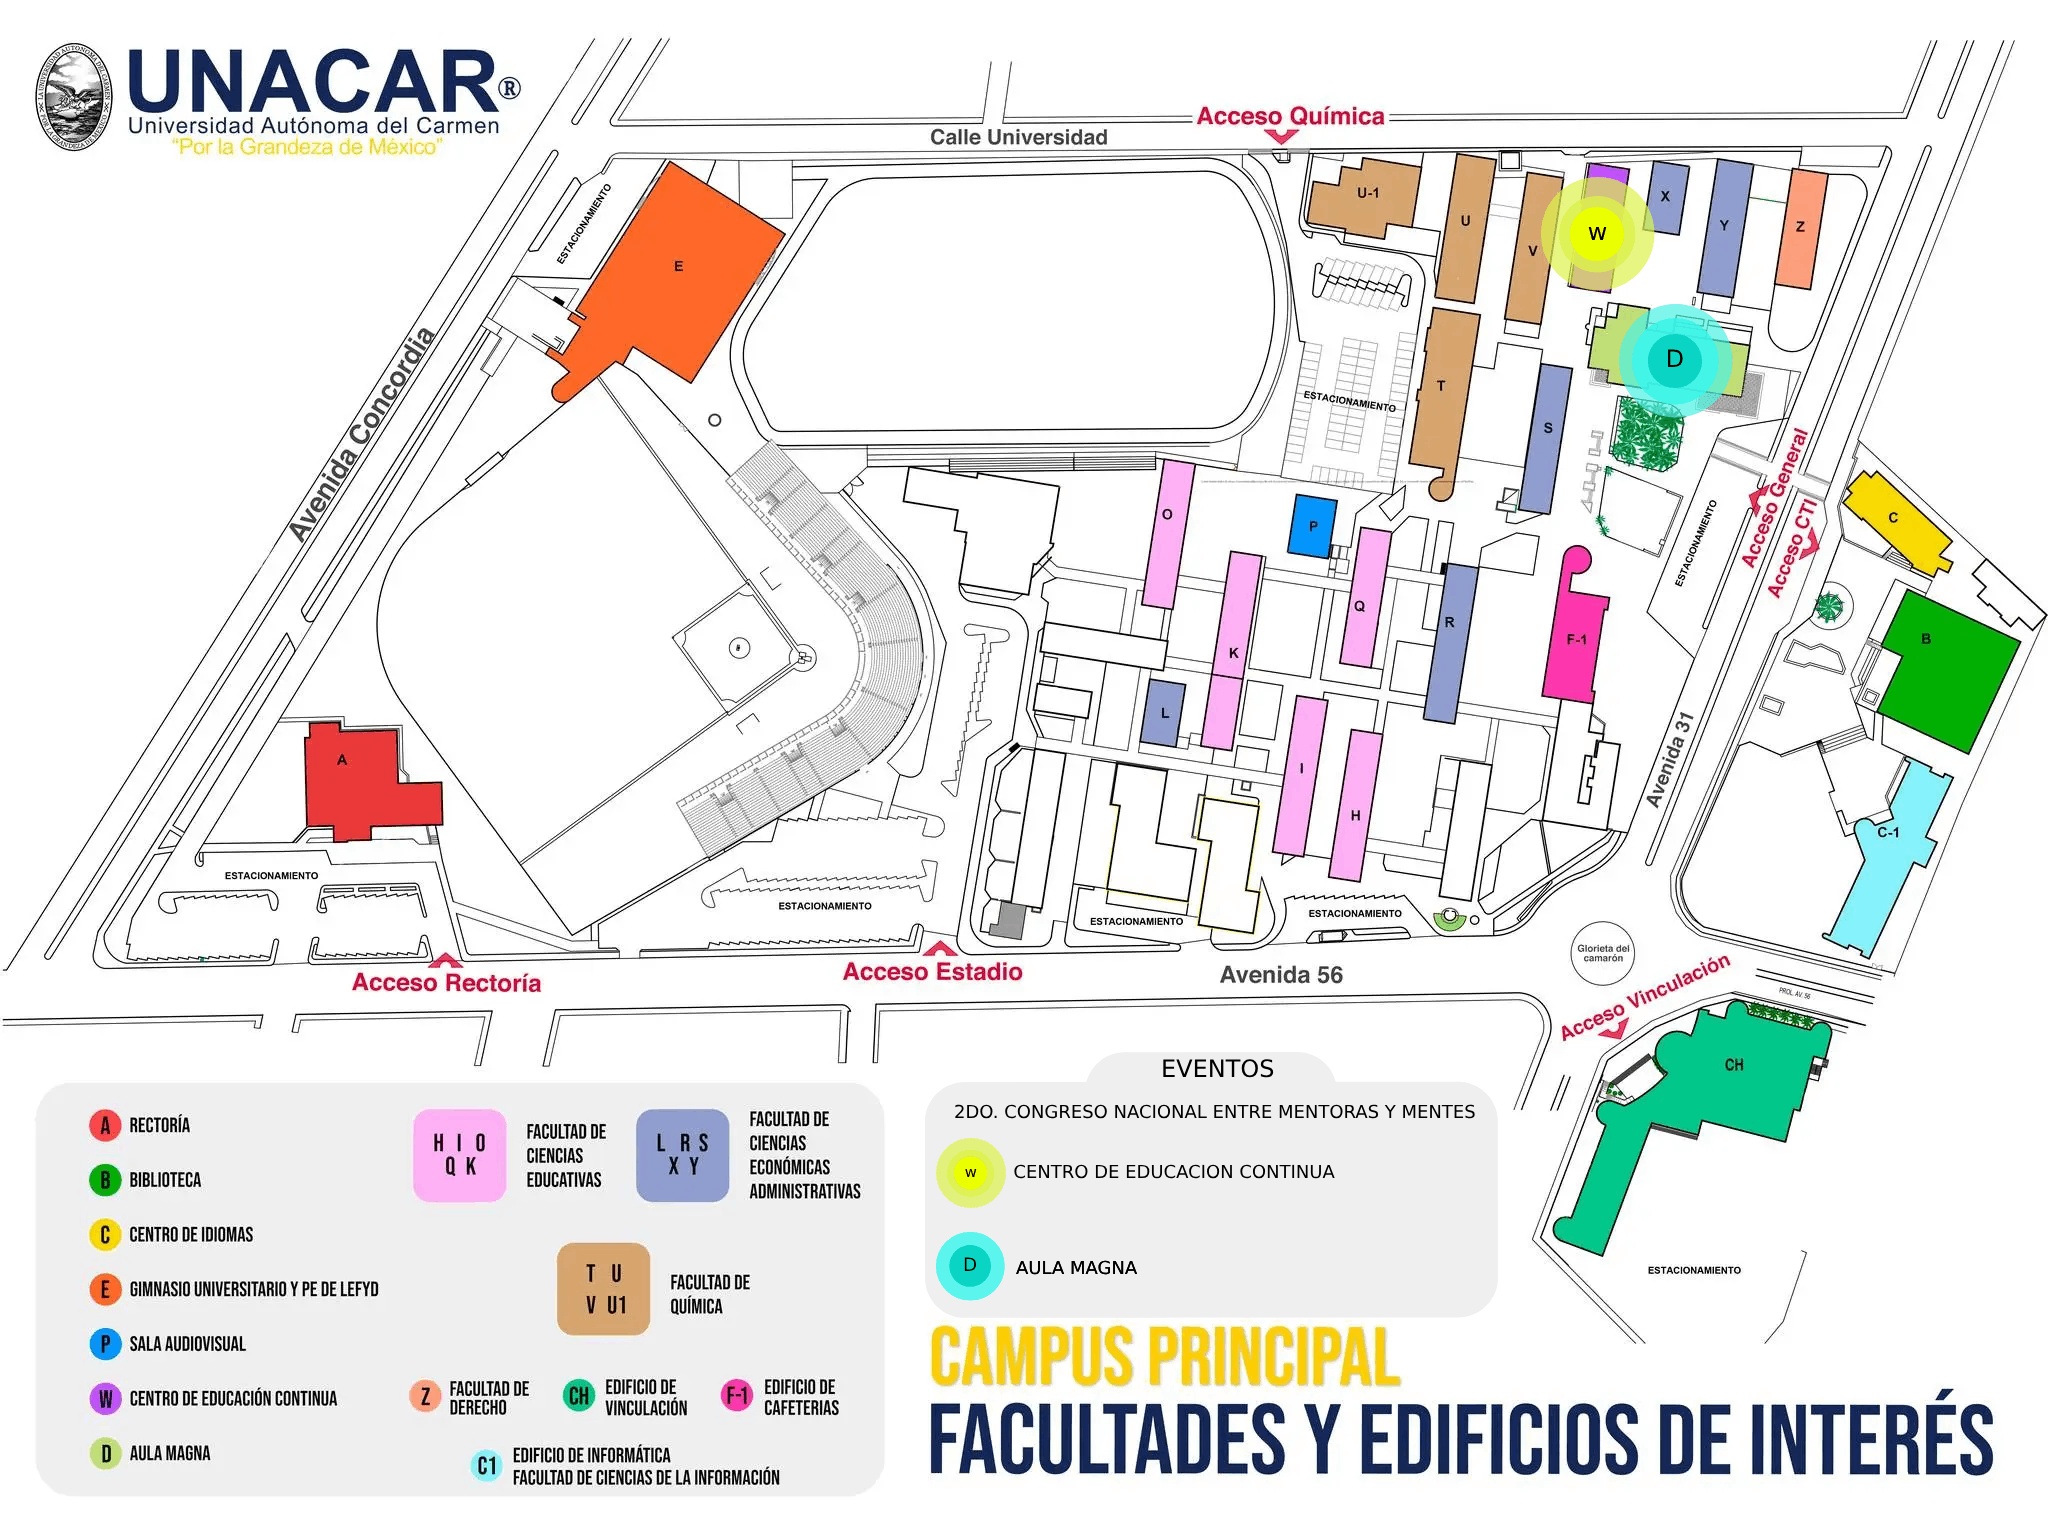 UNACAR®
Universidad Autónoma del Carmen
"Por la Grandeza de México"
Acceso Química
Calle Universidad
ESTACIONAMIENTO
E
U-1
U
V
W
X
Y
Z
D
T
S
ESTACIONAMIENTO
Avenida Concordia
Acceso General
Acceso CTI
ESTACIONAMIENTO
C
O
P
Q
K
R
F-1
B
L
I
H
A
Avenida 31
C-1
ESTACIONAMIENTO
ESTACIONAMIENTO
ESTACIONAMIENTO
ESTACIONAMIENTO
Glorieta del
camarón
Acceso Rectoría
Acceso Estadio
Avenida 56
Acceso Vinculación
PROL. AV. 56
CH
ESTACIONAMIENTO
A RECTORÍA
B BIBLIOTECA
C CENTRO DE IDIOMAS
E GIMNASIO UNIVERSITARIO Y PE DE LEFYD
P SALA AUDIOVISUAL
W CENTRO DE EDUCACIÓN CONTINUA
D AULA MAGNA
H I O
Q K
FACULTAD DE
CIENCIAS
EDUCATIVAS
L R S
X Y
FACULTAD DE
CIENCIAS
ECONÓMICAS
ADMINISTRATIVAS
T U
V U1
FACULTAD DE
QUÍMICA
Z
FACULTAD DE
DERECHO
CH
EDIFICIO DE
VINCULACIÓN
F-1
EDIFICIO DE
CAFETERIAS
C1
EDIFICIO DE INFORMÁTICA
FACULTAD DE CIENCIAS DE LA INFORMACIÓN
EVENTOS
2DO. CONGRESO NACIONAL ENTRE MENTORAS Y MENTES
W CENTRO DE EDUCACION CONTINUA
D AULA MAGNA
CAMPUS PRINCIPAL
FACULTADES Y EDIFICIOS DE INTERÉS